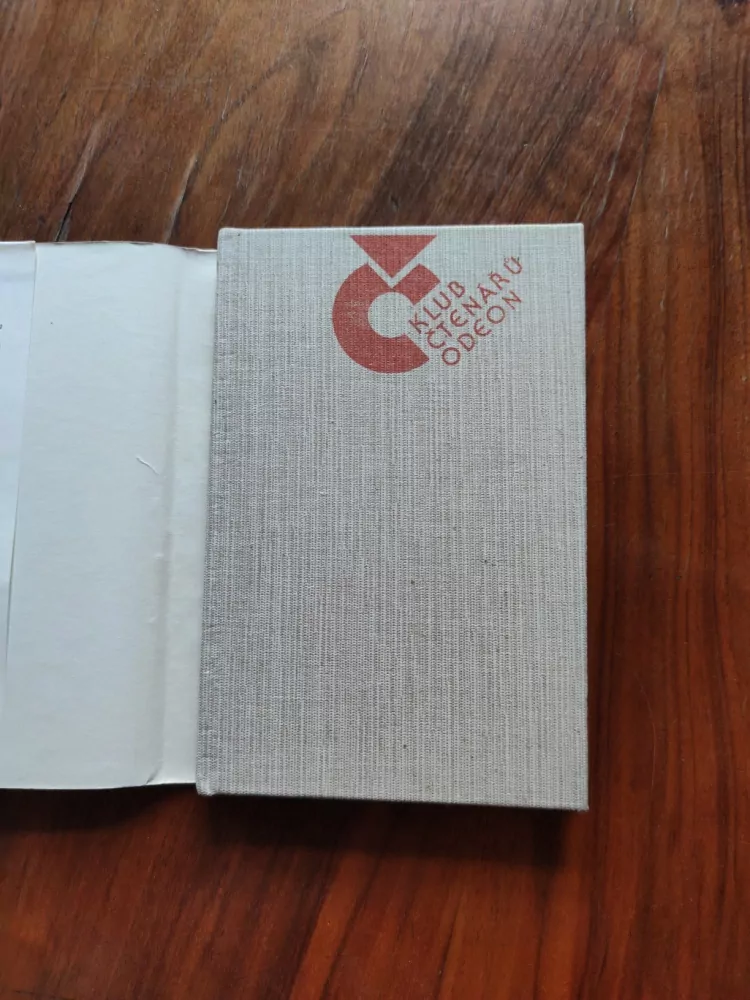 Č
KLUB
ČTENÁŘŮ
ODEON